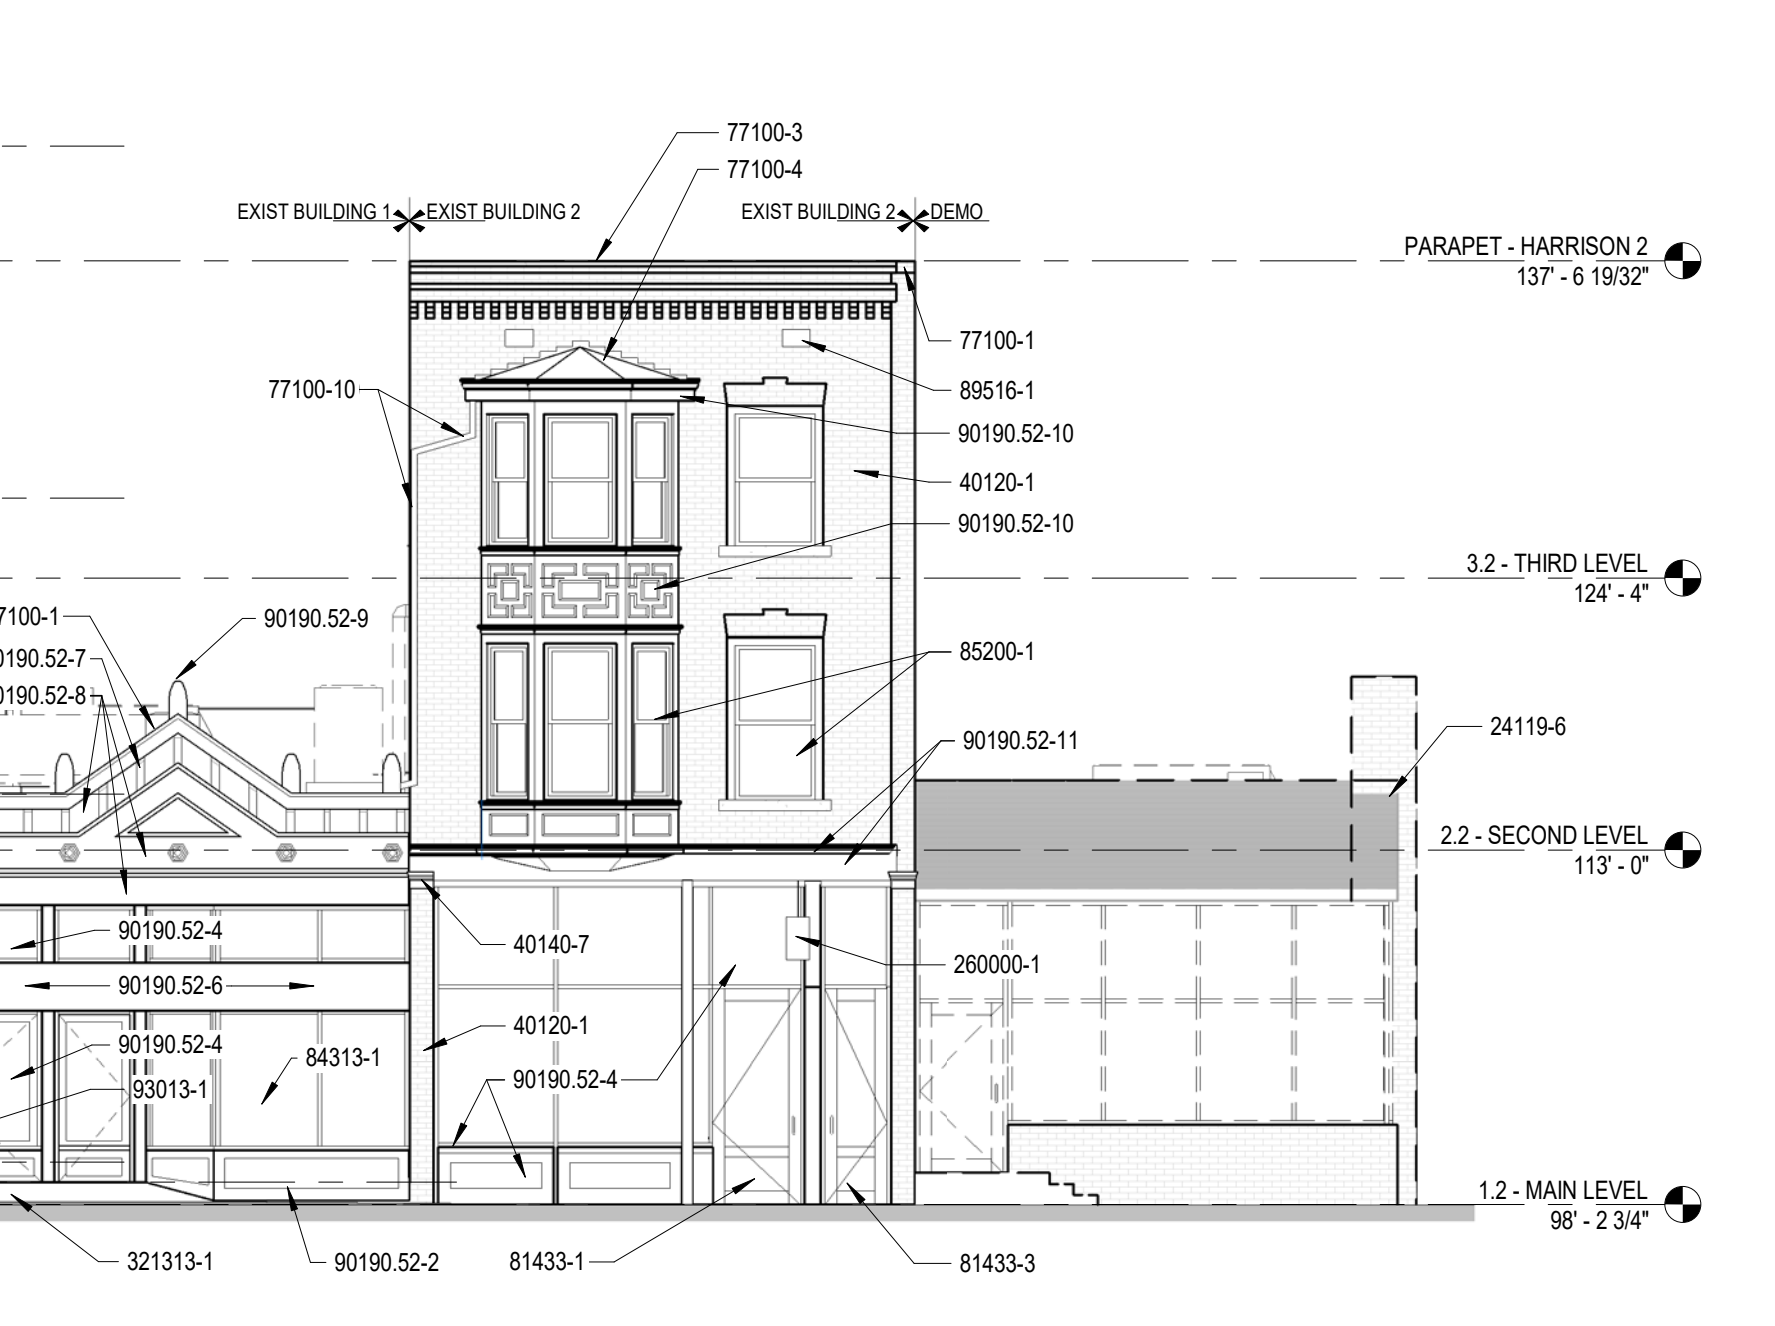 77100-3
77100-4
EXIST BUILDING 1
EXIST BUILDING 2
EXIST BUILDING 2
DEMO
PARAPET - HARRISON 2
137' - 6 19/32"
77100-1
77100-10
89516-1
90190.52-10
40120-1
90190.52-10
3.2 - THIRD LEVEL
124' - 4"
7100-1
90190.52-9
0190.52-7
85200-1
0190.52-8
24119-6
90190.52-11
2.2 - SECOND LEVEL
113' - 0"
90190.52-4
40140-7
260000-1
90190.52-6
40120-1
90190.52-4
84313-1
90190.52-4
93013-1
1.2 - MAIN LEVEL
98' - 2 3/4"
321313-1
90190.52-2
81433-1
81433-3